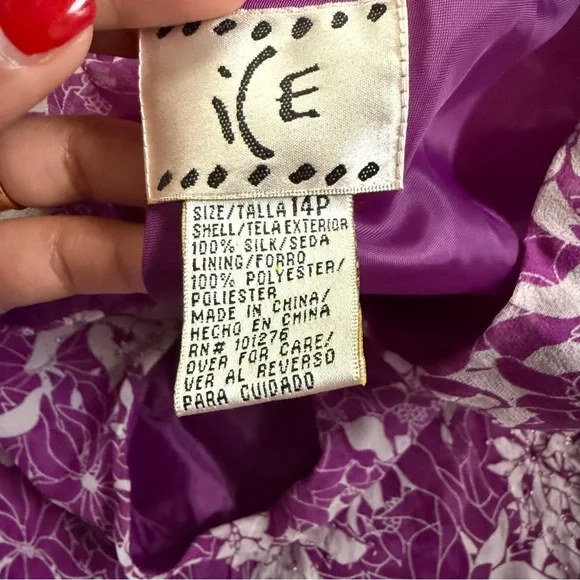 iCE
SIZE/TALLA 14P
SHELL/TELA EXTERIOR
100% SILK/SEDA
LINING/FORRO
100% POLYESTER/
POLIESTER
MADE IN CHINA/
HECHO EN CHINA
RN# 101276
OVER FOR CARE/
VER AL REVERSO
PARA CUIDADO